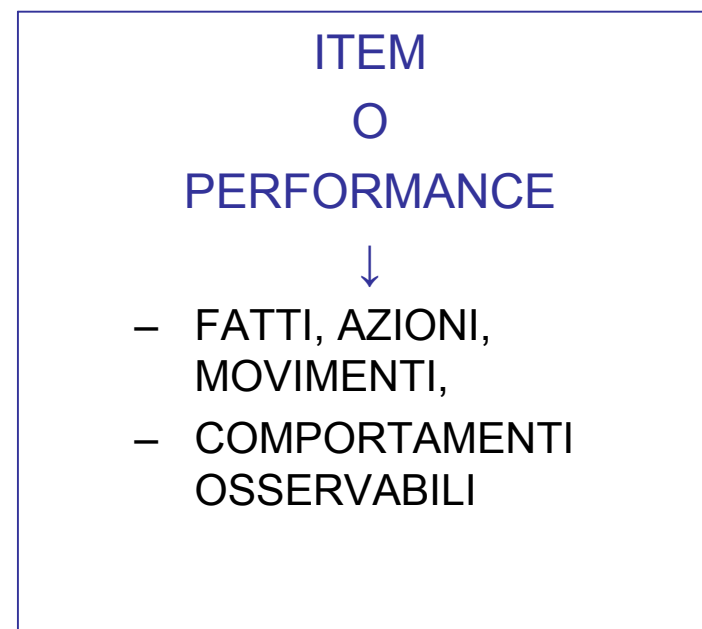 ITEM
O
PERFORMANCE
↓
– FATTI, AZIONI,
MOVIMENTI,
– COMPORTAMENTI
OSSERVABILI